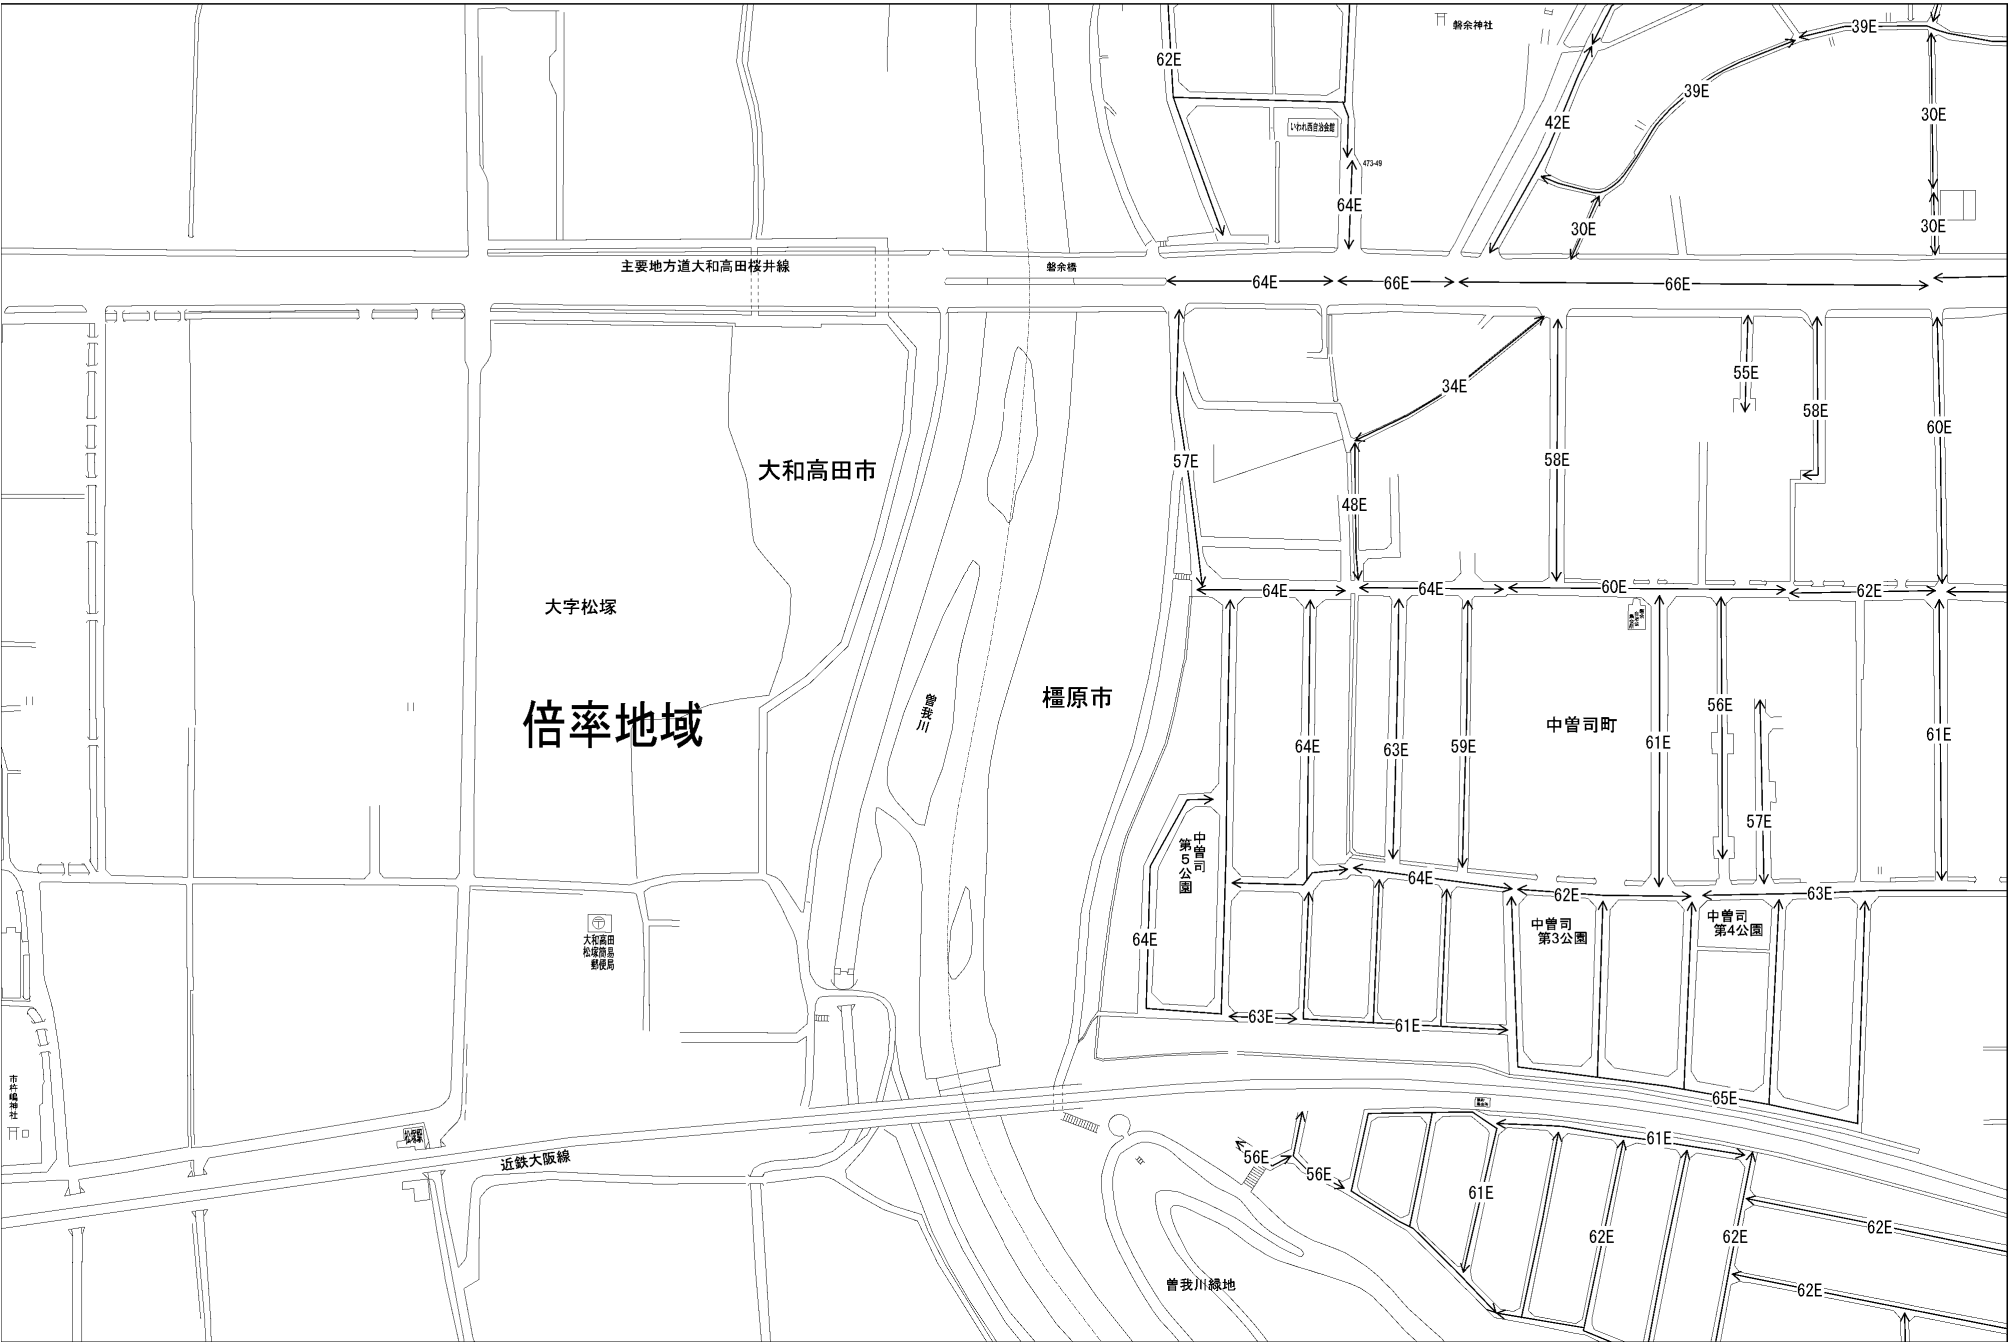 磐余神社
39E
62E
39E
42E
30E
いわれ西自治会館
473-49
64E
30E
30E
主要地方道大和高田桜井線
磐余橋
64E
66E
66E
34E
55E
58E
60E
57E
58E
大和高田市
48E
64E
64E
60E
62E
大字松塚
橿原市
曽我川
倍率地域
中曽司町
64E
63E
59E
61E
56E
61E
57E
中曽司
第5公園
64E
62E
63E
中曽司
第3公園
中曽司
第4公園
大和高田
松塚簡易
郵便局
64E
63E
61E
市杵嶋神社
65E
松塚駅
近鉄大阪線
56E
56E
61E
61E
62E
62E
62E
曽我川緑地
62E